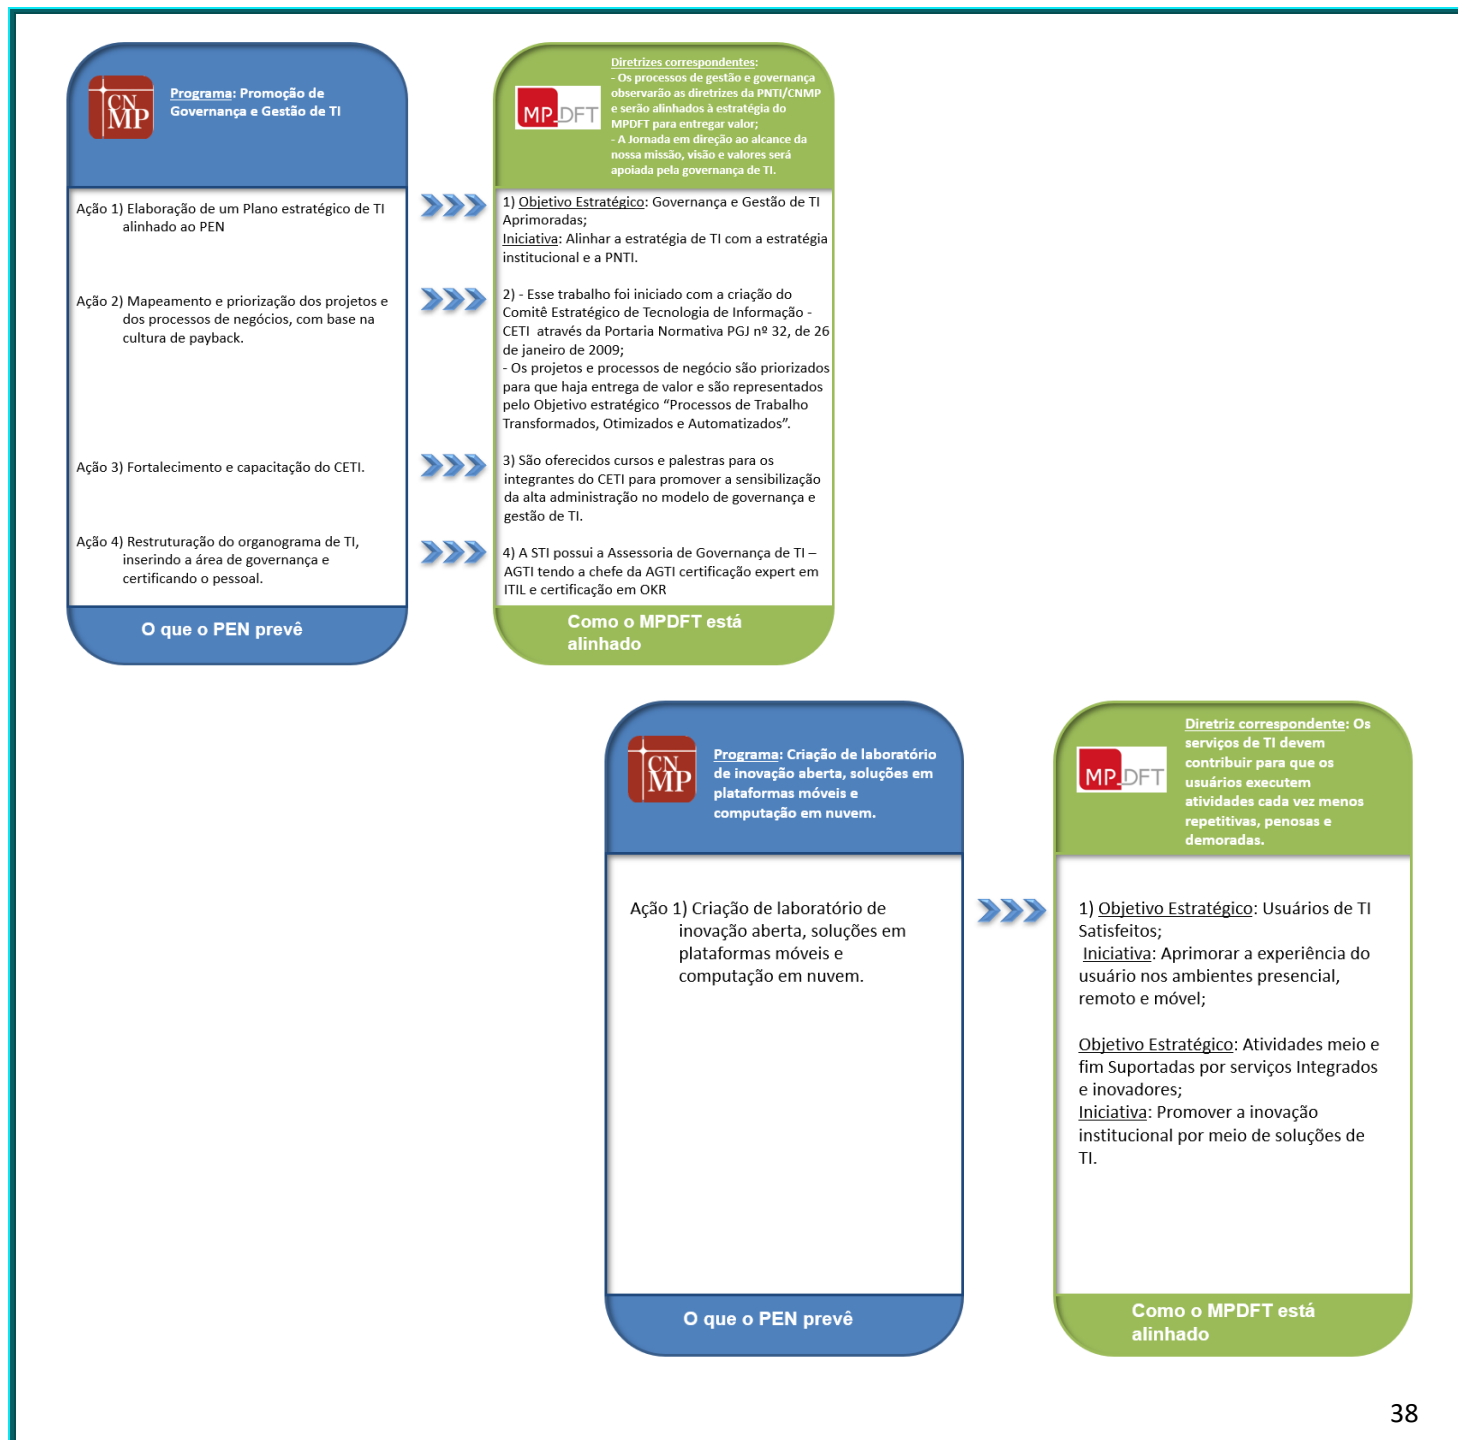 CN
MP
Programa: Promoção de
Governança e Gestão de TI
Ação 1) Elaboração de um Plano estratégico de TI
alinhado ao PEN
Ação 2) Mapeamento e priorização dos projetos e
dos processos de negócios, com base na
cultura de payback.
Ação 3) Fortalecimento e capacitação do CETI.
Ação 4) Restruturação do organograma de TI,
inserindo a área de governança e
certificando o pessoal.
O que o PEN prevê
MP DFT
Diretrizes correspondentes:
- Os processos de gestão e governança
observarão as diretrizes da PNTI/CNMP
e serão alinhados à estratégia do
MPDFT para entregar valor;
- A Jornada em direção ao alcance da
nossa missão, visão e valores será
apoiada pela governança de TI.
1) Objetivo Estratégico: Governança e Gestão de TI
Aprimoradas;
Iniciativa: Alinhar a estratégia de TI com a estratégia
institucional e a PNTI.
2) - Esse trabalho foi iniciado com a criação do
Comitê Estratégico de Tecnologia de Informação -
CETI através da Portaria Normativa PGJ nº 32, de 26
de janeiro de 2009;
- Os projetos e processos de negócio são priorizados
para que haja entrega de valor e são representados
pelo Objetivo estratégico “Processos de Trabalho
Transformados, Otimizados e Automatizados”.
3) São oferecidos cursos e palestras para os
integrantes do CETI para promover a sensibilização
da alta administração no modelo de governança e
gestão de TI.
4) A STI possui a Assessoria de Governança de TI –
AGTI tendo a chefe da AGTI certificação expert em
ITIL e certificação em OKR
Como o MPDFT está
alinhado
CN
MP
Programa: Criação de laboratório
de inovação aberta, soluções em
plataformas móveis e
computação em nuvem.
Ação 1) Criação de laboratório de
inovação aberta, soluções em
plataformas móveis e
computação em nuvem.
O que o PEN prevê
MP DFT
Diretriz correspondente: Os
serviços de TI devem
contribuir para que os
usuários executem
atividades cada vez menos
repetitivas, penosas e
demoradas.
1) Objetivo Estratégico: Usuários de TI
Satisfeitos;
Iniciativa: Aprimorar a experiência do
usuário nos ambientes presencial,
remoto e móvel;
Objetivo Estratégico: Atividades meio e
fim Suportadas por serviços Integrados
e inovadores;
Iniciativa: Promover a inovação
institucional por meio de soluções de
TI.
Como o MPDFT está
alinhado
38